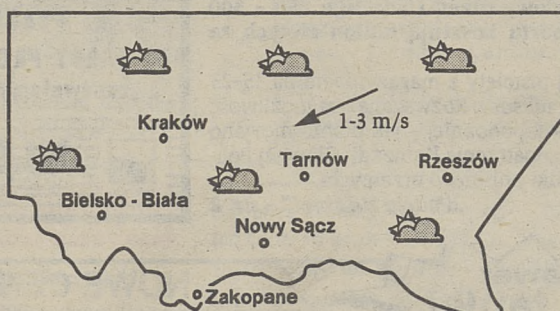 1-3 m/s
Kraków
Tarnów
Rzeszów
Bielsko - Biała
Nowy Sącz
Zakopane